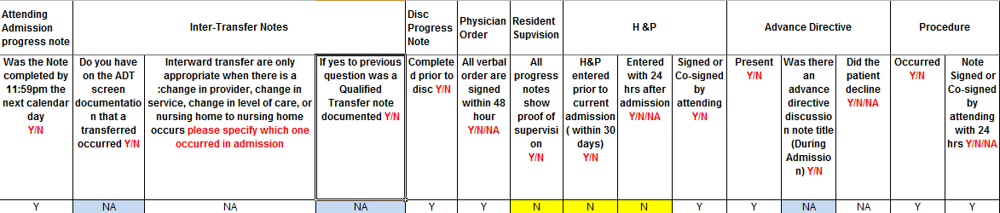 Attending
Admission
progress note
Inter-Transfer Notes
Disc
Progress
Note
Physician
Order
Resident
Supvision
H &P
Advance Directive
Procedure
Was the Note
completed by
11:59pm the
next calendar
day
Y/N
Do you have
on the ADT
screen
documentatio
n that a
transferred
occurred Y/N
Interward transfer are only
appropriate when there is a
:change in provider, change in
service, change in level of care, or
nursing home to nursing home
occurs please specify which one
occurred in admission
If yes to previous
question was a
Qualified
Transfer note
documented Y/N
Complete
d prior to
disc Y/N
All verbal
order are
signed
within 48
hour
Y/N/NA
All
progress
notes
show
proof of
supervisi
on
Y/N
H&P
entered
prior to
current
admission
( within 30
days)
Y/N
Entered
with 24
hrs after
admission
Y/N/NA
Signed or
Co-signed
by
attending
Y/N
Present
Y/N
Was there
an
advance
directive
discussio
n note title
(During
Admissio
n) Y/N
Did the
patient
decline
Y/N/NA
Occurred
Y/N
Note
Signed or
Co-signed
by
attending
with 24
hrs Y/N/NA
Y NA NA NA Y Y N N N Y Y NA NA Y Y